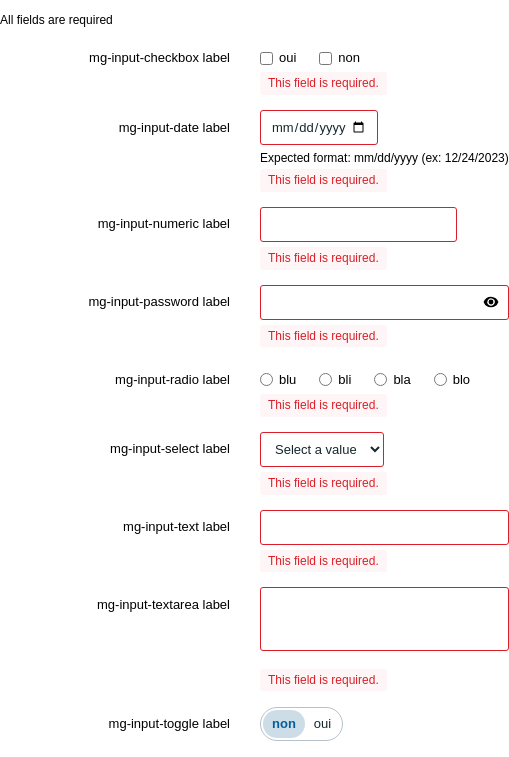 All fields are required
mg-input-checkbox label oui non
This field is required.
mg-input-date label mm/dd/yyyy
Expected format: mm/dd/yyyy (ex: 12/24/2023)
This field is required.
mg-input-numeric label
This field is required.
mg-input-password label
This field is required.
mg-input-radio label blu bli bla blo
This field is required.
mg-input-select label Select a value
This field is required.
mg-input-text label
This field is required.
mg-input-textarea label
This field is required.
mg-input-toggle label non oui